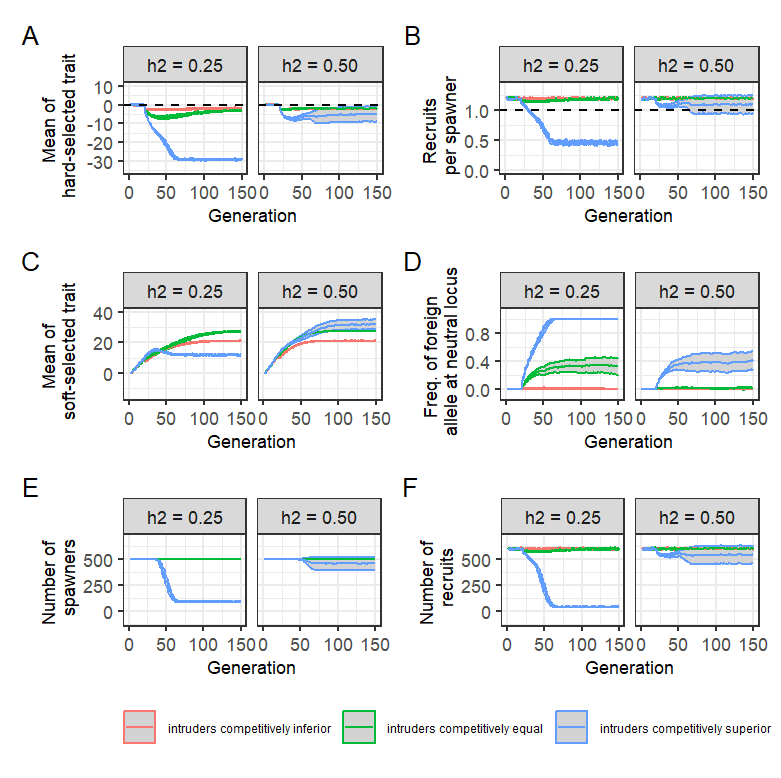 A
Mean of
hard-selected trait
h2 = 0.25
h2 = 0.50
10
0
-10
-20
-30
0 50 100 150
0 50 100 150
Generation
B
Recruits
per spawner
h2 = 0.25
h2 = 0.50
1.0
0.5
0.0
0 50 100 150
0 50 100 150
Generation
C
Mean of
soft-selected trait
h2 = 0.25
h2 = 0.50
40
20
0
0 50 100 150
0 50 100 150
Generation
D
Freq. of foreign
allele at neutral locus
h2 = 0.25
h2 = 0.50
0.8
0.4
0.0
0 50 100 150
0 50 100 150
Generation
E
Number of
spawners
h2 = 0.25
h2 = 0.50
500
250
0
0 50 100 150
0 50 100 150
Generation
F
Number of
recruits
h2 = 0.25
h2 = 0.50
500
250
0
0 50 100 150
0 50 100 150
Generation
intruders competitively inferior
intruders competitively equal
intruders competitively superior